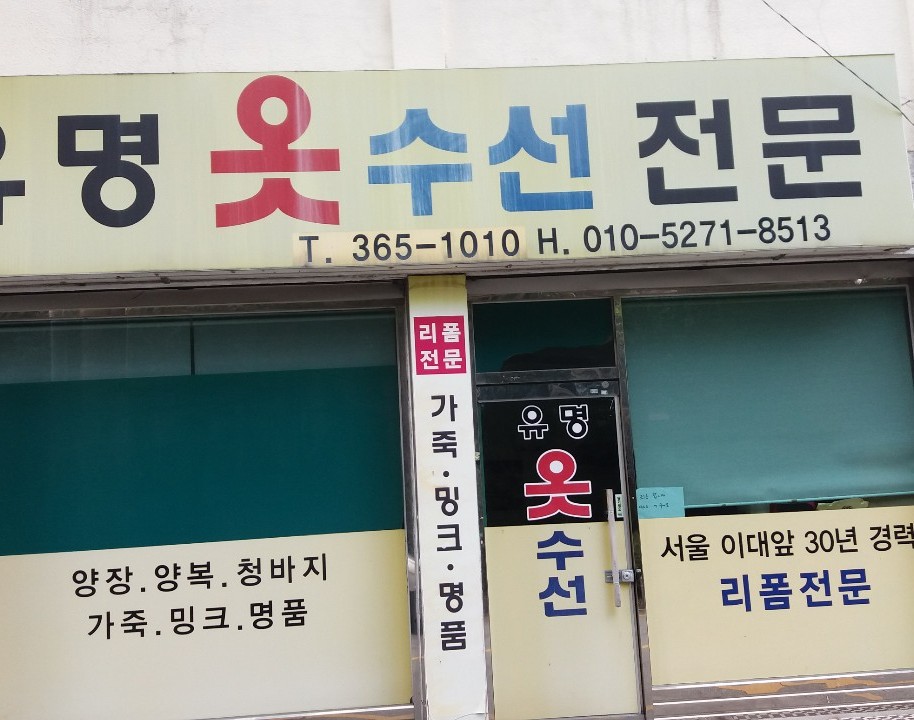 유명 옷수선 전문
T. 365-1010 H. 010-5271-8513
리폼
전문
가죽·밍크·명품
유명
옷
수선
양장.양복.청바지
가죽.밍크.명품
서울 이대앞 30년 경력
리폼전문